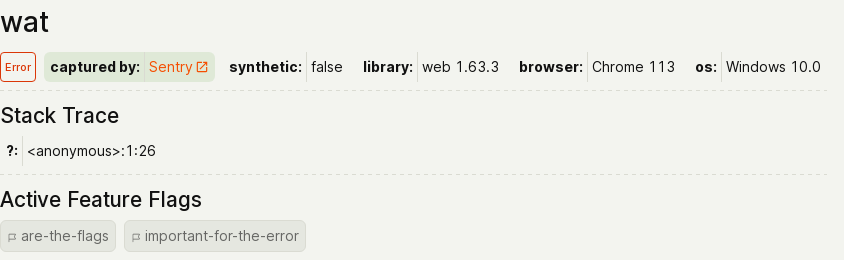 wat
Error captured by: Sentry synthetic: false library: web 1.63.3 browser: Chrome 113 os: Windows 10.0
Stack Trace
?: <anonymous>:1:26
Active Feature Flags
are-the-flags important-for-the-error